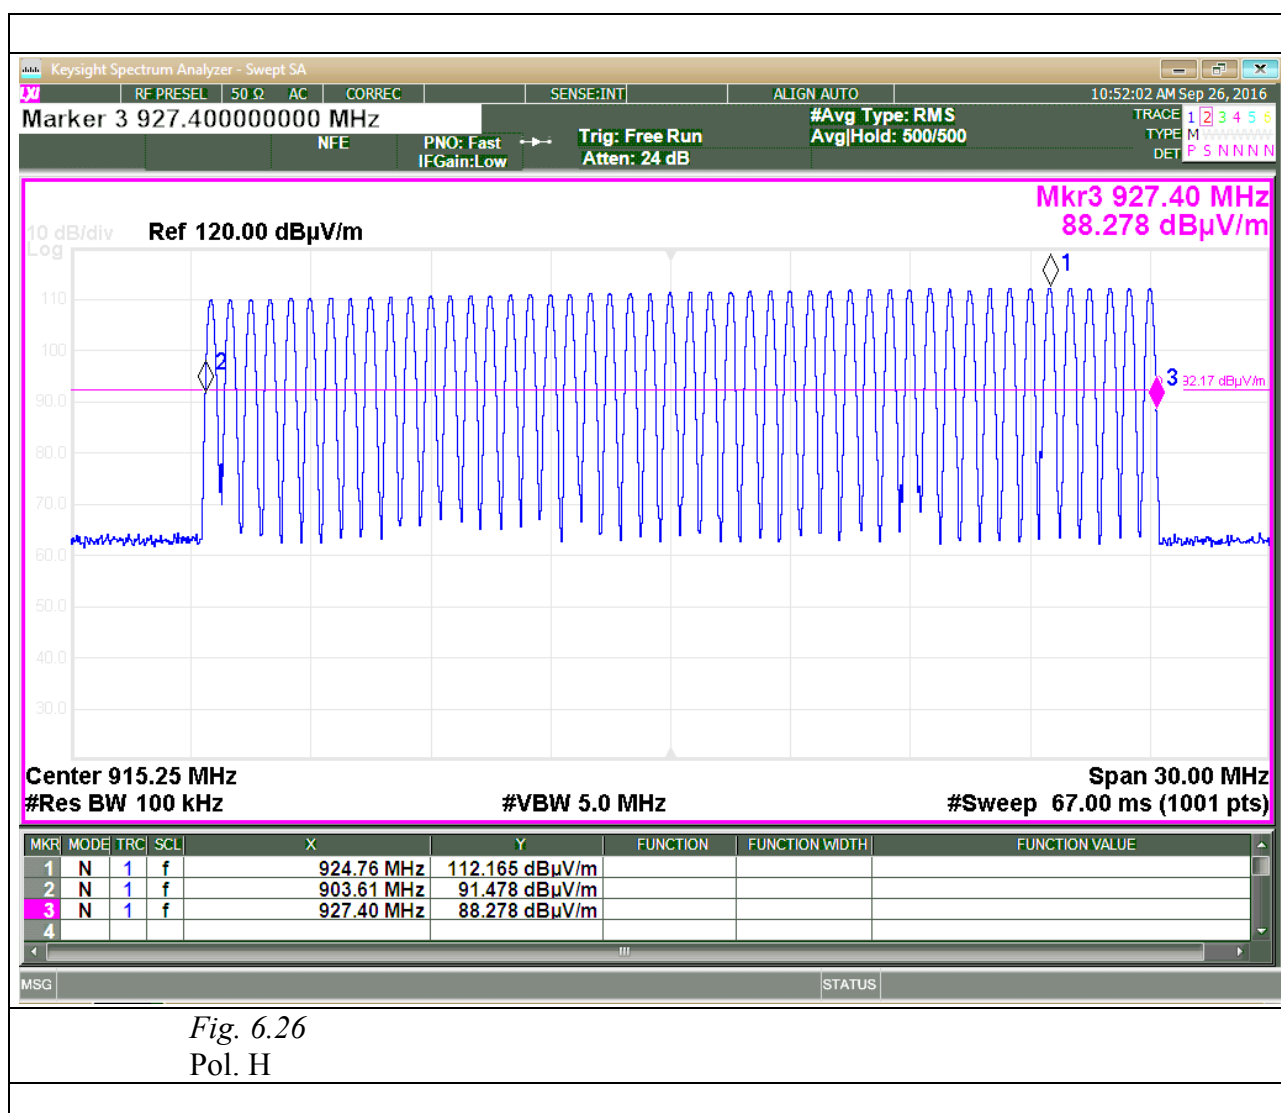 Keysight Spectrum Analyzer - Swept SA
LXI RF PRESEL 50 Ω AC CORREC SENSE:INT ALIGN AUTO 10:52:02 AM Sep 26, 2016
Marker 3 927.400000000 MHz #Avg Type: RMS TRACE 1 2 3 4 5 6
NFE PNO: Fast Trig: Free Run Avg|Hold: 500/500 TYPE M
IFGain:Low Atten: 24 dB DET P S N N N N
Mkr3 927.40 MHz
88.278 dBµV/m
10 dB/div Ref 120.00 dBµV/m
Log
1
110
100
2
3 92.17 dBµV/m
90.0
80.0
70.0
60.0
50.0
40.0
30.0
Center 915.25 MHz Span 30.00 MHz
#Res BW 100 kHz #VBW 5.0 MHz #Sweep 67.00 ms (1001 pts)
MKR MODE TRC SCL X Y FUNCTION FUNCTION WIDTH FUNCTION VALUE
1 N 1 f 924.76 MHz 112.165 dBµV/m
2 N 1 f 903.61 MHz 91.478 dBµV/m
3 N 1 f 927.40 MHz 88.278 dBµV/m
4
MSG STATUS
Fig. 6.26
Pol. H